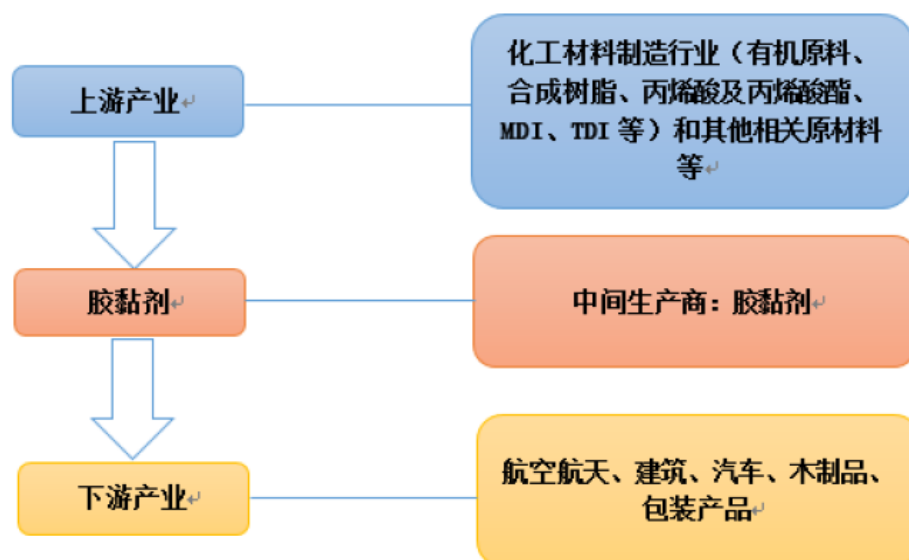 上游产业
化工材料制造行业（有机原料、
合成树脂、丙烯酸及丙烯酸酯、
MDI、TDI 等）和其他相关原材料
等
胶黏剂
中间生产商：胶黏剂
下游产业
航空航天、建筑、汽车、木制品、
包装产品